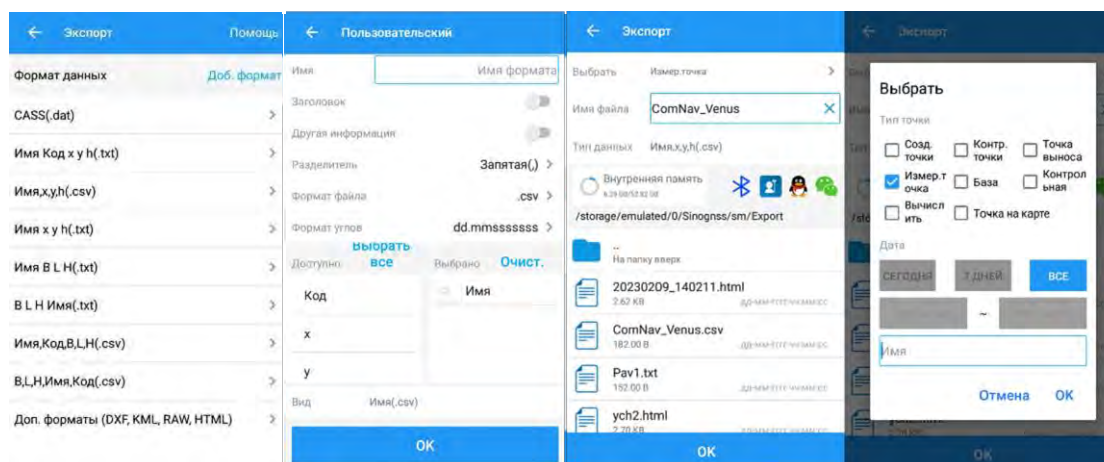 Экспорт Помощь
Формат данных Доб. формат
CASS(.dat)
Имя Код x y h(.txt)
Имя,x,y,h(.csv)
Имя x y h(.txt)
Имя B L H(.txt)
B L H Имя(.txt)
Имя,Код,B,L,H(.csv)
B,L,H,Имя,Код(.csv)
Доп. форматы (DXF, KML, RAW, HTML)
Пользовательский
Имя Имя формата
Заголовок
Другая информация
Разделитель Запятая(,)
Формат файла .csv
Формат углов dd.mmsssssss
Доступно Выбрать все Выбрано Очист.
Код Имя
x
y
Вид Имя(.csv)
OK
Экспорт
Выбрать Измер.точка
Имя файла ComNav_Venus
Тип данных Имя,x,y,h(.csv)
Внутренняя память
/storage/emulated/0/Sinognss/sm/Export
..
На папку вверх
20230209_140211.html
2.62 KB
ComNav_Venus.csv
182.00 B
Pav1.txt
152.00 B
ych2.html
2.70 KB
OK
Экспорт
Выбрать
Тип точки
Созд. точки
Контр. точки
Точка выноса
Измер.т очка
База
Контрол ьная
Вычисл ить
Точка на карте
Дата
СЕГОДНЯ 7 ДНЕЙ ВСЕ
~
Имя
Отмена OK
OK